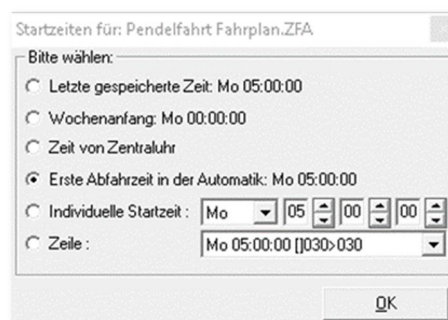 Startzeiten für: Pendelfahrt Fahrplan.ZFA
Bitte wählen:
Letzte gespeicherte Zeit: Mo 05:00:00
Wochenanfang: Mo 00:00:00
Zeit von Zentraluhr
Erste Abfahrzeit in der Automatik: Mo 05:00:00
Individuelle Startzeit : Mo 05 00 00
Zeile : Mo 05:00:00 []030>030
OK